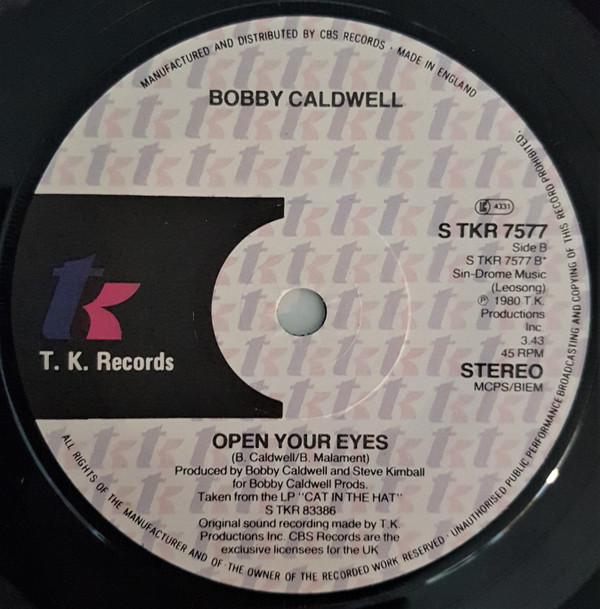 MANUFACTURED AND DISTRIBUTED BY CBS RECORDS · MADE IN ENGLAND
BOBBY CALDWELL
4331
S TKR 7577
Side B
S TKR 7577 B*
Sin-Drome Music
(Leosong)
℗ 1980 T.K.
Productions
Inc.
3.43
45 RPM
STEREO
MCPS/BIEM
tk
T. K. Records
OPEN YOUR EYES
(B. Caldwell/B. Malament)
Produced by Bobby Caldwell and Steve Kimball
for Bobby Caldwell Prods.
Taken from the LP "CAT IN THE HAT"
S TKR 83386
Original sound recording made by T.K.
Productions Inc. CBS Records are the
exclusive licensees for the UK
ALL RIGHTS OF THE MANUFACTURER AND OF THE OWNER OF THE RECORDED WORK RESERVED · UNAUTHORISED PUBLIC PERFORMANCE BROADCASTING AND COPYING OF THIS RECORD PROHIBITED.